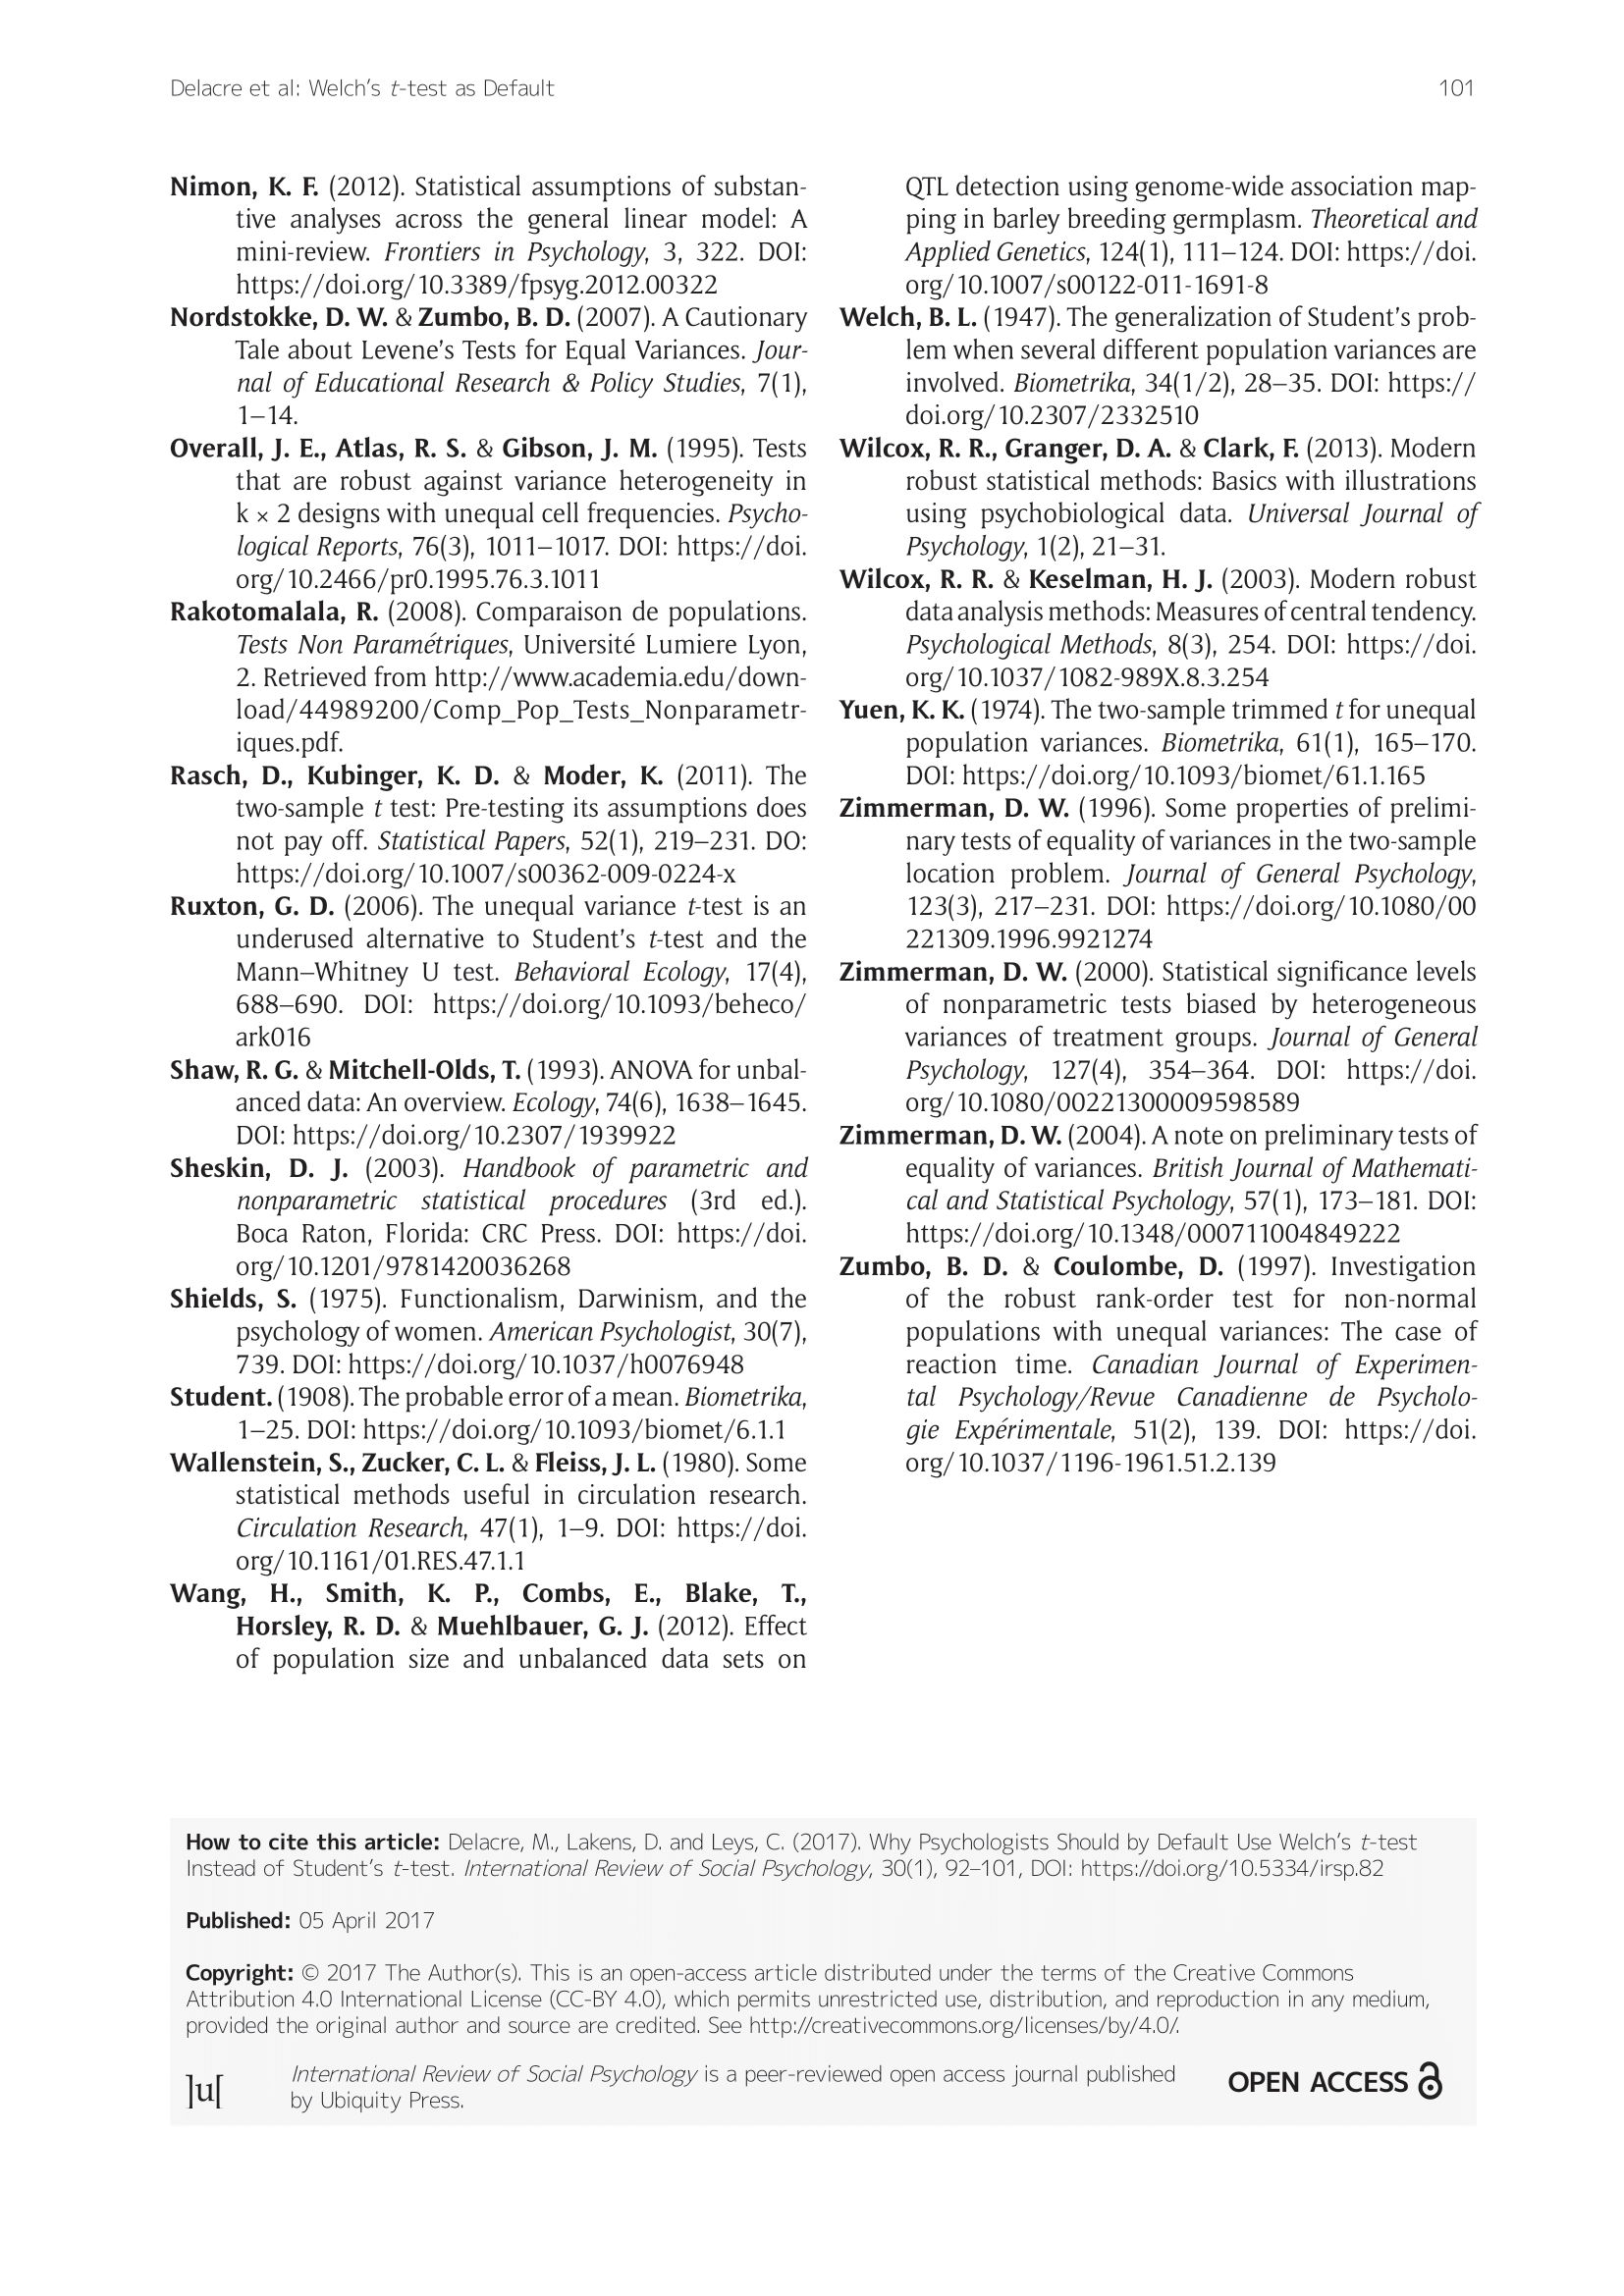 Delacre et al: Welch's t-test as Default
101
Nimon, K. F. (2012). Statistical assumptions of substan-
tive analyses across the general linear model: A
mini-review. Frontiers in Psychology, 3, 322. DOI:
https://doi.org/10.3389/fpsyg.2012.00322
Nordstokke, D. W. & Zumbo, B. D. (2007). A Cautionary
Tale about Levene's Tests for Equal Variances. Jour-
nal of Educational Research & Policy Studies, 7(1),
1–14.
Overall, J. E., Atlas, R. S. & Gibson, J. M. (1995). Tests
that are robust against variance heterogeneity in
k × 2 designs with unequal cell frequencies. Psycho-
logical Reports, 76(3), 1011–1017. DOI: https://doi.
org/10.2466/pr0.1995.76.3.1011
Rakotomalala, R. (2008). Comparaison de populations.
Tests Non Paramétriques, Université Lumiere Lyon,
2. Retrieved from http://www.academia.edu/down-
load/44989200/Comp_Pop_Tests_Nonparametr-
iques.pdf.
Rasch, D., Kubinger, K. D. & Moder, K. (2011). The
two-sample t test: Pre-testing its assumptions does
not pay off. Statistical Papers, 52(1), 219–231. DO:
https://doi.org/10.1007/s00362-009-0224-x
Ruxton, G. D. (2006). The unequal variance t-test is an
underused alternative to Student's t-test and the
Mann–Whitney U test. Behavioral Ecology, 17(4),
688–690. DOI: https://doi.org/10.1093/beheco/
ark016
Shaw, R. G. & Mitchell-Olds, T. (1993). ANOVA for unbal-
anced data: An overview. Ecology, 74(6), 1638–1645.
DOI: https://doi.org/10.2307/1939922
Sheskin, D. J. (2003). Handbook of parametric and
nonparametric statistical procedures (3rd ed.).
Boca Raton, Florida: CRC Press. DOI: https://doi.
org/10.1201/9781420036268
Shields, S. (1975). Functionalism, Darwinism, and the
psychology of women. American Psychologist, 30(7),
739. DOI: https://doi.org/10.1037/h0076948
Student. (1908). The probable error of a mean. Biometrika,
1–25. DOI: https://doi.org/10.1093/biomet/6.1.1
Wallenstein, S., Zucker, C. L. & Fleiss, J. L. (1980). Some
statistical methods useful in circulation research.
Circulation Research, 47(1), 1–9. DOI: https://doi.
org/10.1161/01.RES.47.1.1
Wang, H., Smith, K. P., Combs, E., Blake, T.,
Horsley, R. D. & Muehlbauer, G. J. (2012). Effect
of population size and unbalanced data sets on
QTL detection using genome-wide association map-
ping in barley breeding germplasm. Theoretical and
Applied Genetics, 124(1), 111–124. DOI: https://doi.
org/10.1007/s00122-011-1691-8
Welch, B. L. (1947). The generalization of Student's prob-
lem when several different population variances are
involved. Biometrika, 34(1/2), 28–35. DOI: https://
doi.org/10.2307/2332510
Wilcox, R. R., Granger, D. A. & Clark, F. (2013). Modern
robust statistical methods: Basics with illustrations
using psychobiological data. Universal Journal of
Psychology, 1(2), 21–31.
Wilcox, R. R. & Keselman, H. J. (2003). Modern robust
data analysis methods: Measures of central tendency.
Psychological Methods, 8(3), 254. DOI: https://doi.
org/10.1037/1082-989X.8.3.254
Yuen, K. K. (1974). The two-sample trimmed t for unequal
population variances. Biometrika, 61(1), 165–170.
DOI: https://doi.org/10.1093/biomet/61.1.165
Zimmerman, D. W. (1996). Some properties of prelimi-
nary tests of equality of variances in the two-sample
location problem. Journal of General Psychology,
123(3), 217–231. DOI: https://doi.org/10.1080/00
221309.1996.9921274
Zimmerman, D. W. (2000). Statistical significance levels
of nonparametric tests biased by heterogeneous
variances of treatment groups. Journal of General
Psychology, 127(4), 354–364. DOI: https://doi.
org/10.1080/00221300009598589
Zimmerman, D. W. (2004). A note on preliminary tests of
equality of variances. British Journal of Mathemati-
cal and Statistical Psychology, 57(1), 173–181. DOI:
https://doi.org/10.1348/000711004849222
Zumbo, B. D. & Coulombe, D. (1997). Investigation
of the robust rank-order test for non-normal
populations with unequal variances: The case of
reaction time. Canadian Journal of Experimen-
tal Psychology/Revue Canadienne de Psycholo-
gie Expérimentale, 51(2), 139. DOI: https://doi.
org/10.1037/1196-1961.51.2.139
How to cite this article: Delacre, M., Lakens, D. and Leys, C. (2017). Why Psychologists Should by Default Use Welch's t-test
Instead of Student's t-test. International Review of Social Psychology, 30(1), 92–101, DOI: https://doi.org/10.5334/irsp.82
Published: 05 April 2017
Copyright: © 2017 The Author(s). This is an open-access article distributed under the terms of the Creative Commons
Attribution 4.0 International License (CC-BY 4.0), which permits unrestricted use, distribution, and reproduction in any medium,
provided the original author and source are credited. See http://creativecommons.org/licenses/by/4.0/.
]u[
International Review of Social Psychology is a peer-reviewed open access journal published
by Ubiquity Press.
OPEN ACCESS